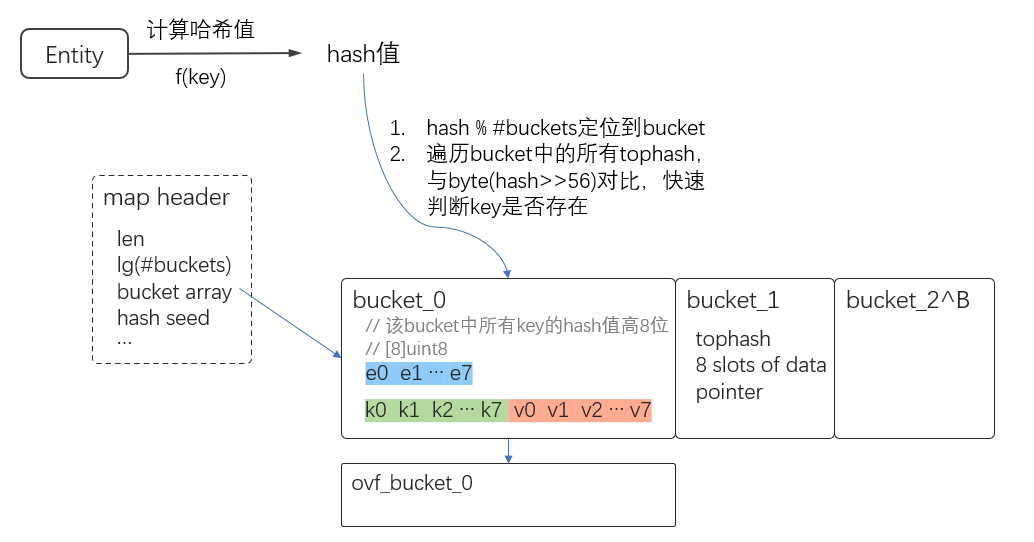 计算哈希值
Entity
hash值
f(key)
1. hash % #buckets定位到bucket
2. 遍历bucket中的所有tophash,
与byte(hash>>56)对比，快速
判断key是否存在
map header
len
lg(#buckets)
bucket array
hash seed
…
bucket_0
// 该bucket中所有key的hash值高8位
// [8]uint8
e0 e1 … e7
k0 k1 k2 … k7 v0 v1 v2 … v7
bucket_1
tophash
8 slots of data
pointer
bucket_2^B
ovf_bucket_0